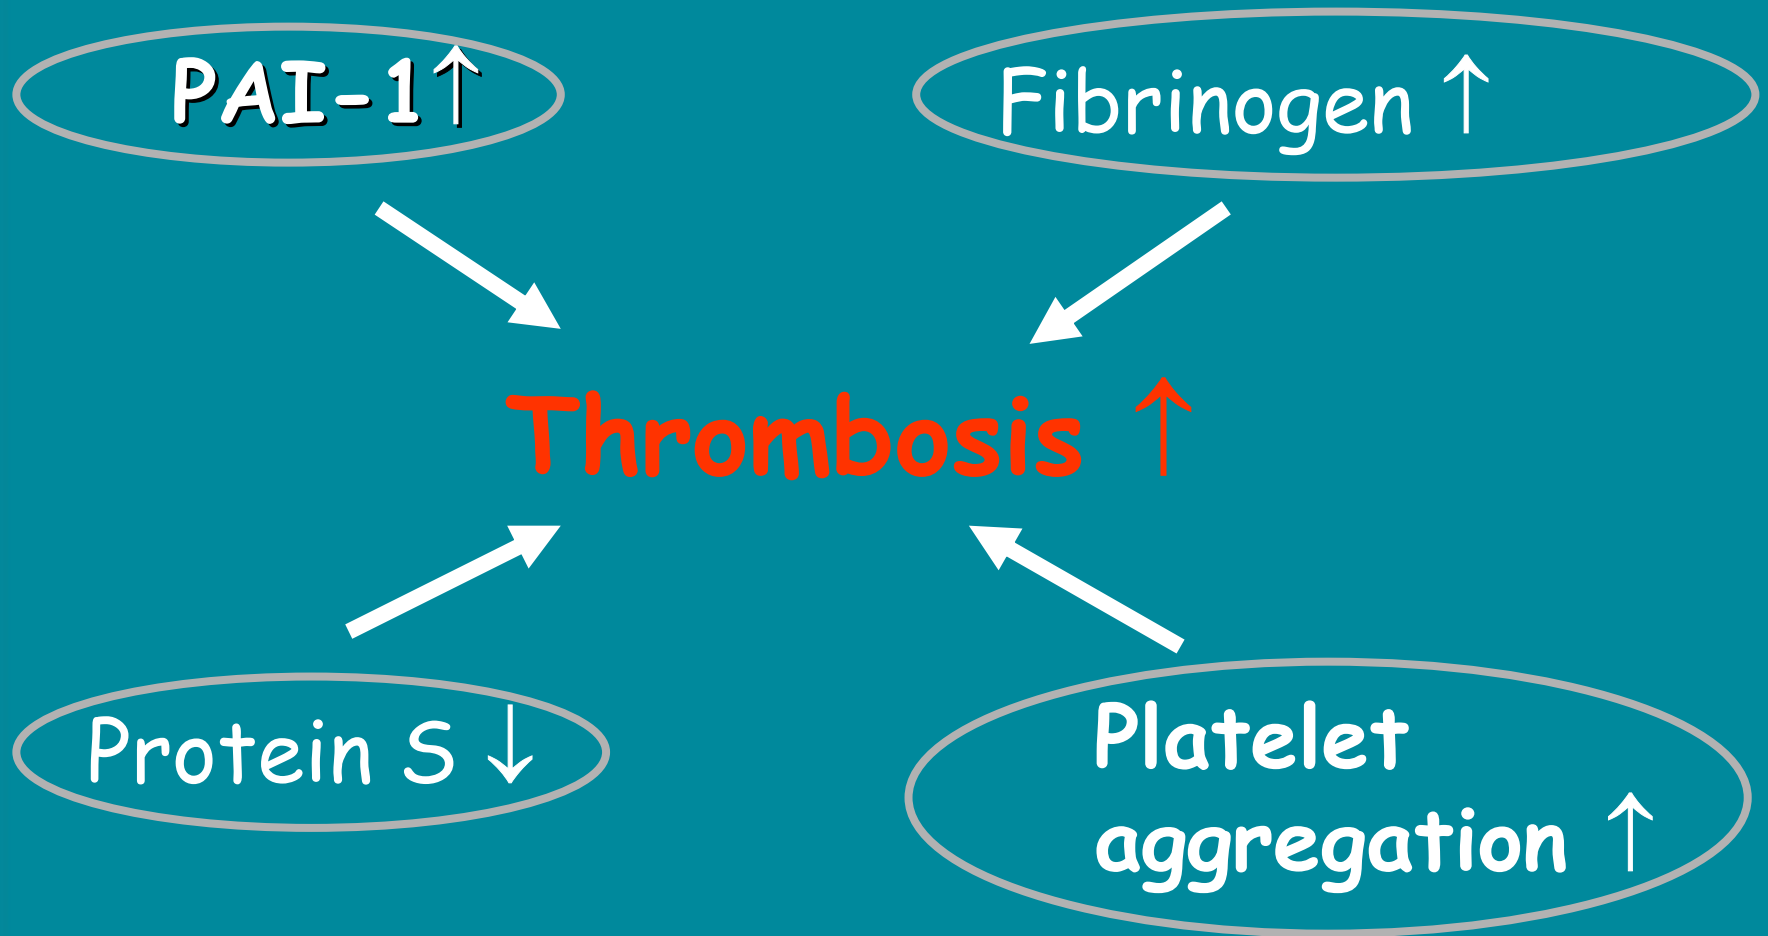 PAI-1↑
Fibrinogen ↑
Thrombosis ↑
Protein S ↓
Platelet
aggregation ↑